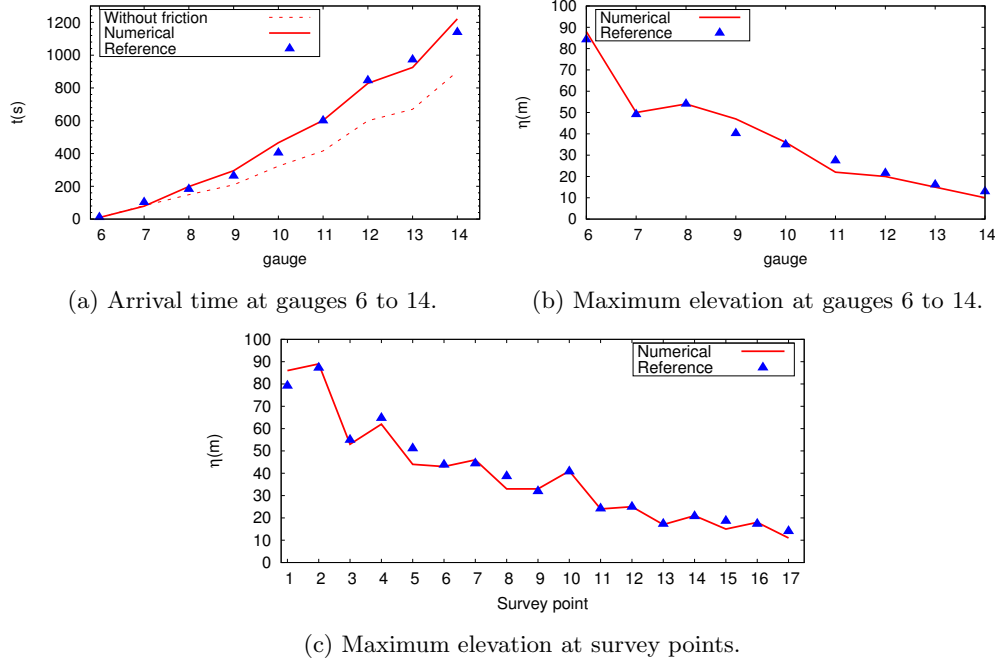 Without friction
Numerical
Reference
1200
1000
800
600
400
200
0
t(s)
6 7 8 9 10 11 12 13 14
gauge
(a) Arrival time at gauges 6 to 14.
Numerical
Reference
100
90
80
70
60
50
40
30
20
10
0
η(m)
6 7 8 9 10 11 12 13 14
gauge
(b) Maximum elevation at gauges 6 to 14.
Numerical
Reference
100
90
80
70
60
50
40
30
20
10
0
η(m)
1 2 3 4 5 6 7 8 9 10 11 12 13 14 15 16 17
Survey point
(c) Maximum elevation at survey points.